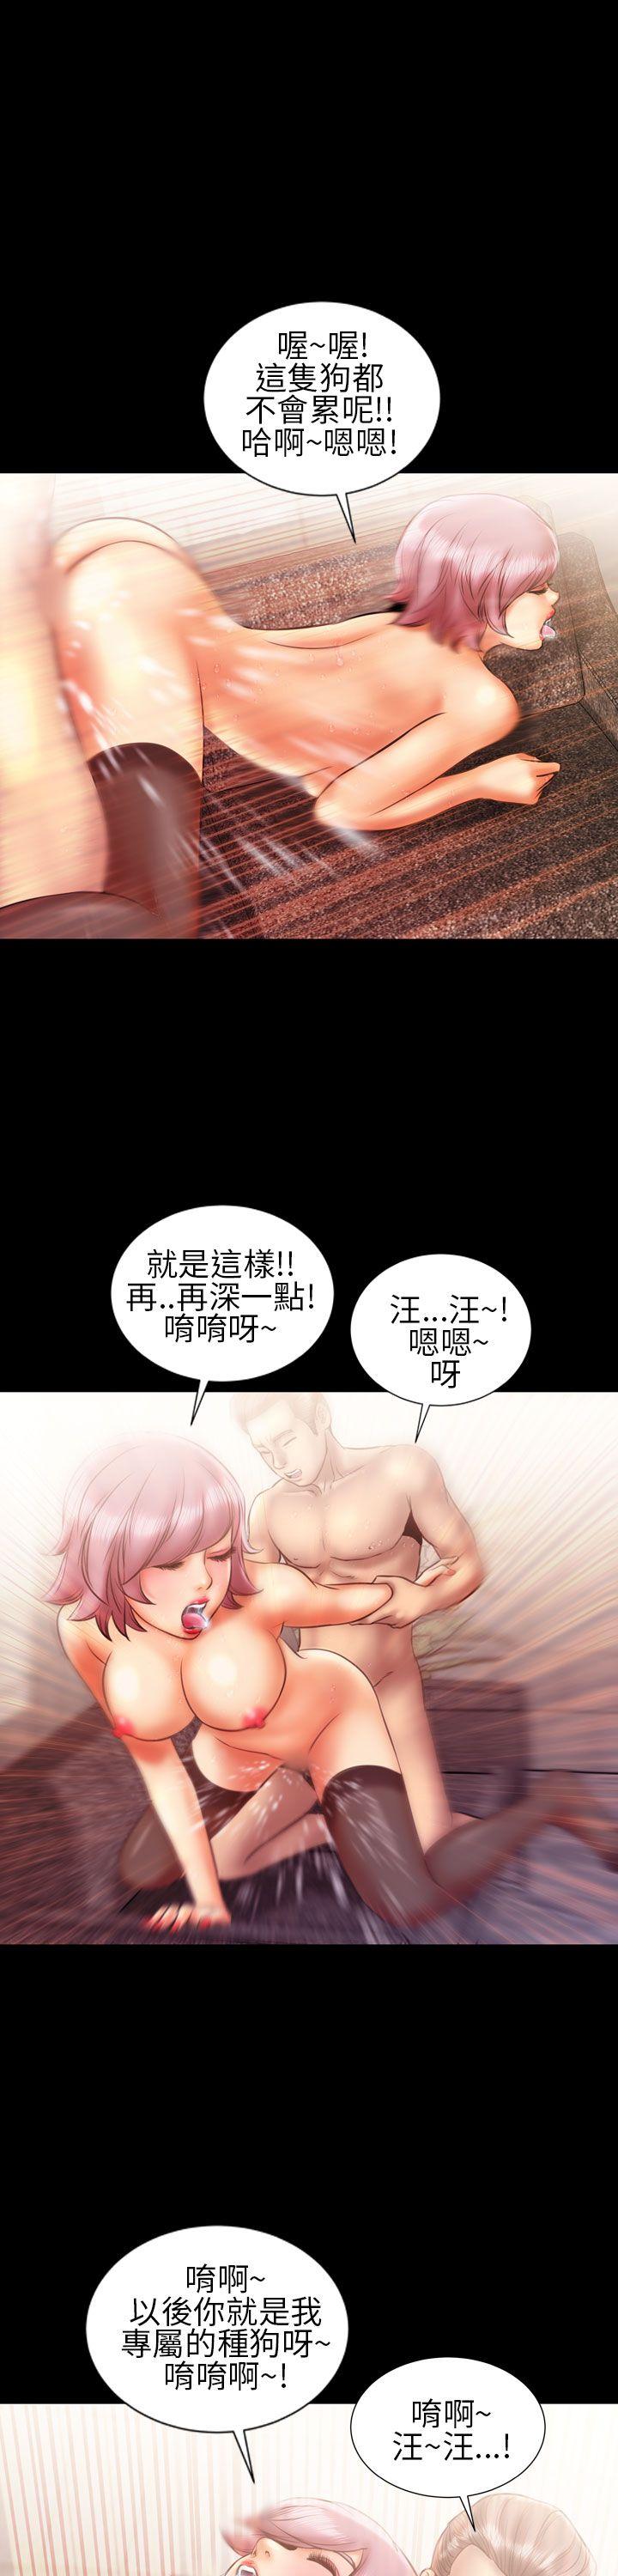 喔~喔!
這隻狗都
不會累呢!!
哈啊~嗯嗯!
就是這樣!!
再..再深一點!
唷唷呀~
汪...汪~!
嗯嗯~
呀
唷啊~
以後你就是我
專屬的種狗呀~
唷唷啊~!
唷啊~
汪~汪...!